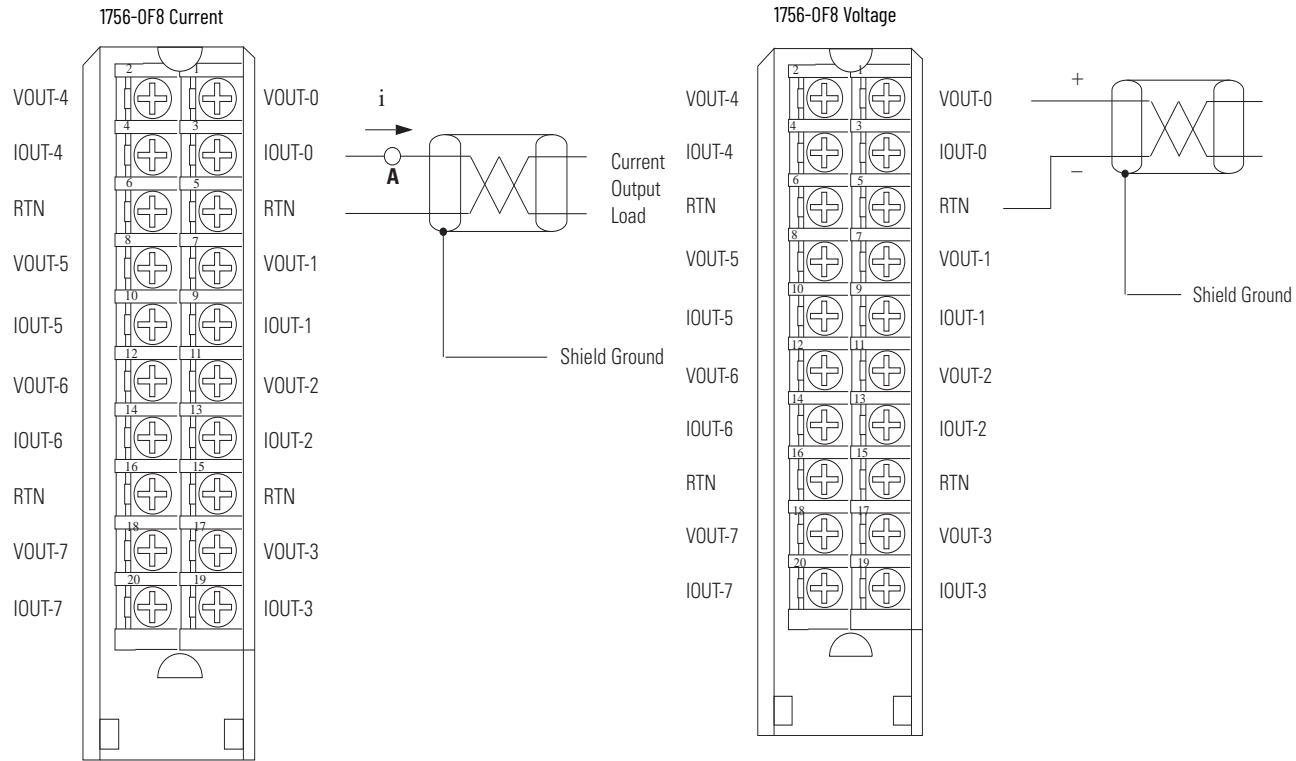 1756-OF8 Current
2 1
VOUT-4 VOUT-0
4 3
IOUT-4 IOUT-0
6 5
RTN RTN
8 7
VOUT-5 VOUT-1
10 9
IOUT-5 IOUT-1
12 11
VOUT-6 VOUT-2
14 13
IOUT-6 IOUT-2
16 15
RTN RTN
18 17
VOUT-7 VOUT-3
20 19
IOUT-7 IOUT-3
i
A
Current
Output
Load
Shield Ground
1756-OF8 Voltage
2 1
VOUT-4 VOUT-0
4 3
IOUT-4 IOUT-0
6 5
RTN RTN
8 7
VOUT-5 VOUT-1
10 9
IOUT-5 IOUT-1
12 11
VOUT-6 VOUT-2
14 13
IOUT-6 IOUT-2
16 15
RTN RTN
18 17
VOUT-7 VOUT-3
20 19
IOUT-7 IOUT-3
+
–
Shield Ground